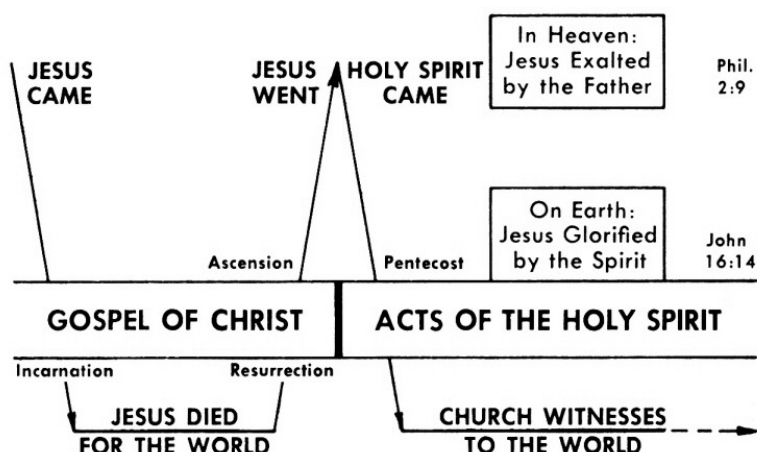 JESUS
CAME
JESUS
WENT
HOLY SPIRIT
CAME
In Heaven:
Jesus Exalted
by the Father
Phil.
2:9
On Earth:
Jesus Glorified
by the Spirit
John
16:14
Ascension
Pentecost
GOSPEL OF CHRIST
ACTS OF THE HOLY SPIRIT
Incarnation
Resurrection
JESUS DIED
FOR THE WORLD
CHURCH WITNESSES
TO THE WORLD